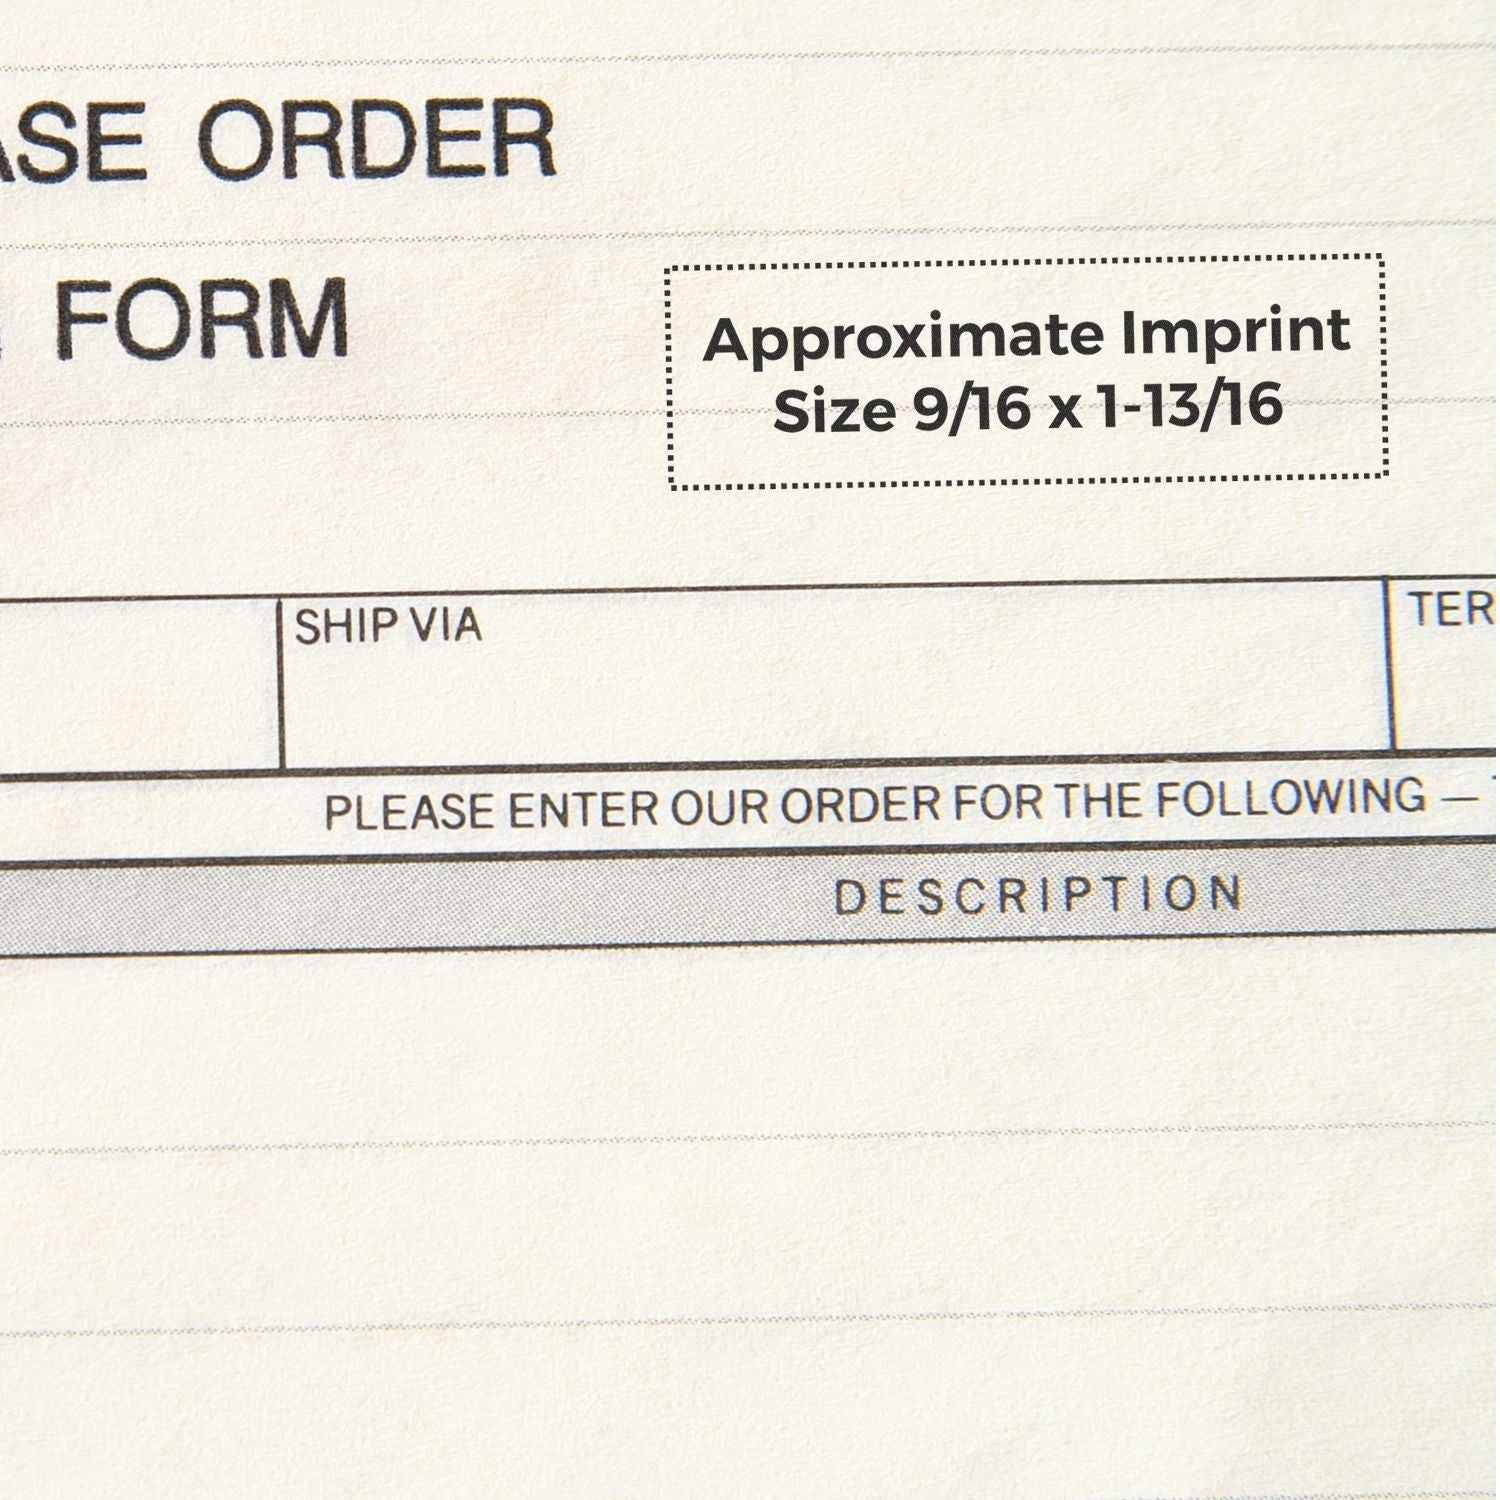 ASE ORDER
FORM
Approximate Imprint
Size 9/16 x 1-13/16
SHIP VIA
TER
PLEASE ENTER OUR ORDER FOR THE FOLLOWING —
DESCRIPTION